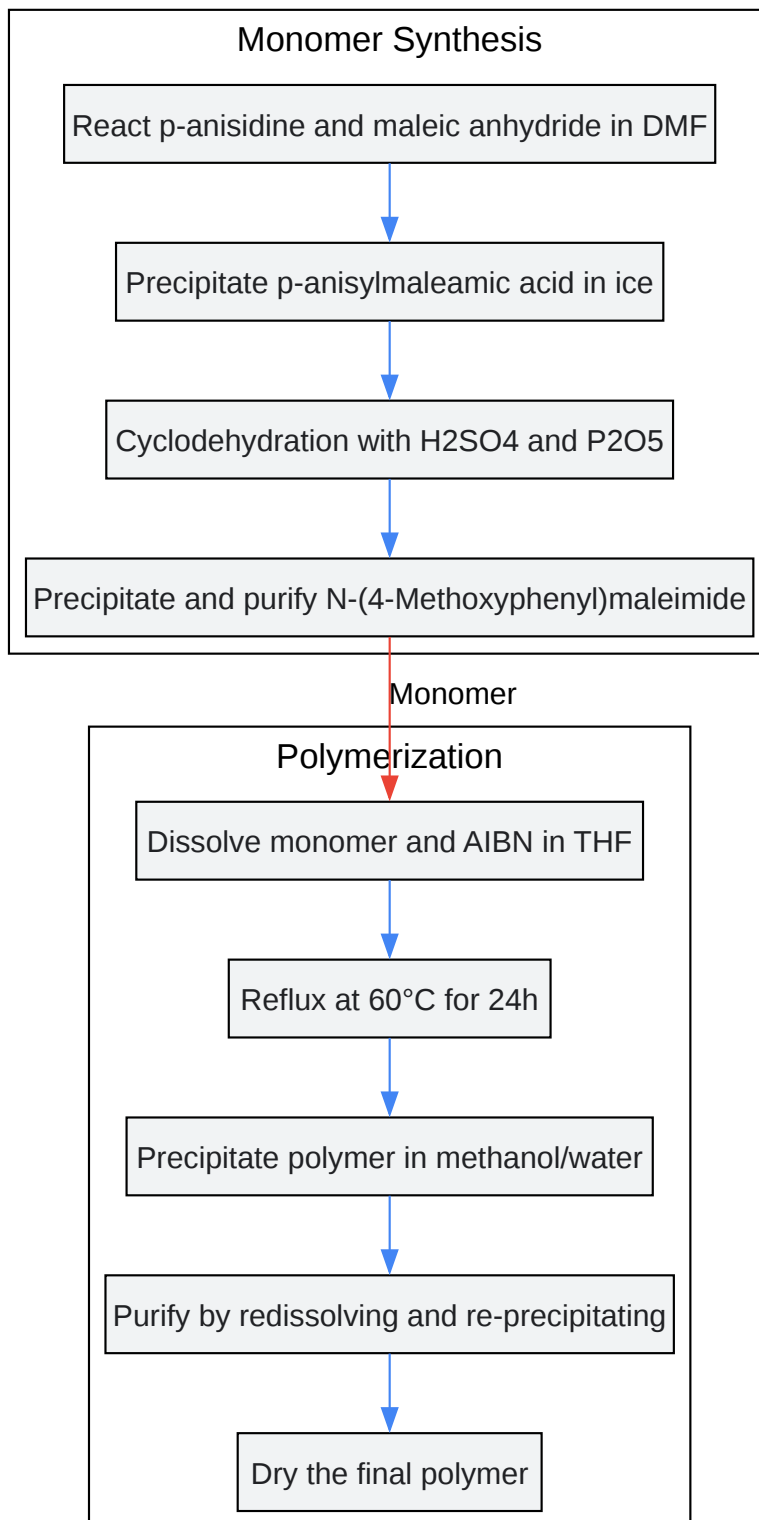 Monomer Synthesis
React p-anisidine and maleic anhydride in DMF
Precipitate p-anisylmaleamic acid in ice
Cyclodehydration with H2SO4 and P2O5
Precipitate and purify N-(4-Methoxyphenyl)maleimide
Monomer
Polymerization
Dissolve monomer and AIBN in THF
Reflux at 60°C for 24h
Precipitate polymer in methanol/water
Purify by redissolving and re-precipitating
Dry the final polymer